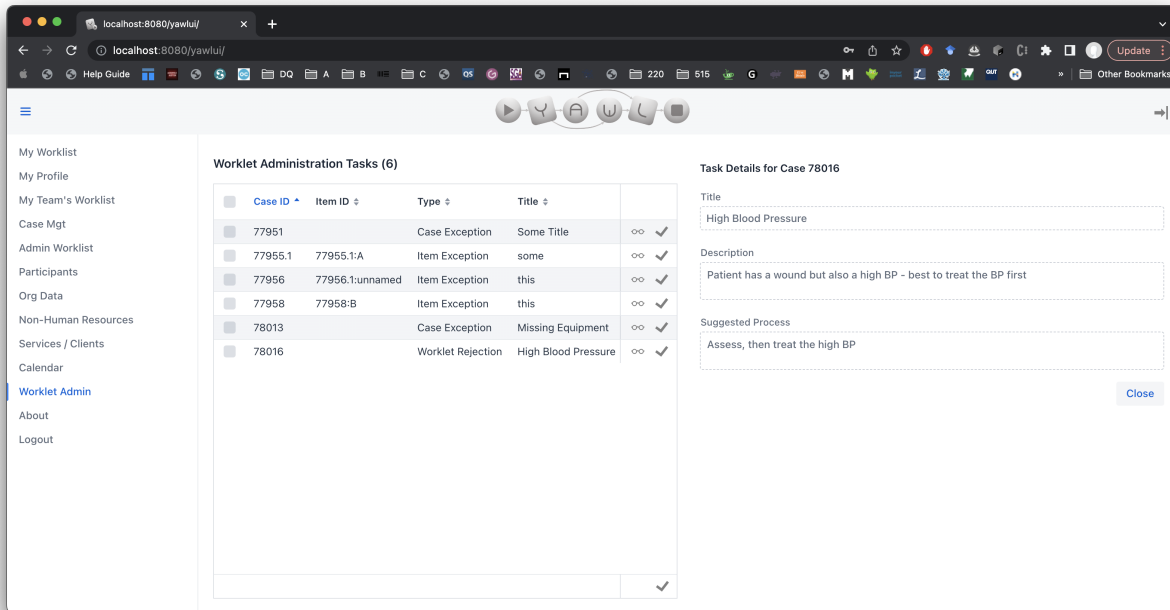 localhost:8080/yawlui/
localhost:8080/yawlui/
Update
Help Guide
DQ
A
B
C
QS
G
220
515
G
M
QUT
»
Other Bookmarks
Y A W L
My Worklist
My Profile
My Team's Worklist
Case Mgt
Admin Worklist
Participants
Org Data
Non-Human Resources
Services / Clients
Calendar
Worklet Admin
About
Logout
Worklet Administration Tasks (6)
Case ID Item ID Type Title
77951 Case Exception Some Title
77955.1 77955.1:A Item Exception some
77956 77956.1:unnamed Item Exception this
77958 77958:B Item Exception this
78013 Case Exception Missing Equipment
78016 Worklet Rejection High Blood Pressure
Task Details for Case 78016
Title
High Blood Pressure
Description
Patient has a wound but also a high BP - best to treat the BP first
Suggested Process
Assess, then treat the high BP
Close